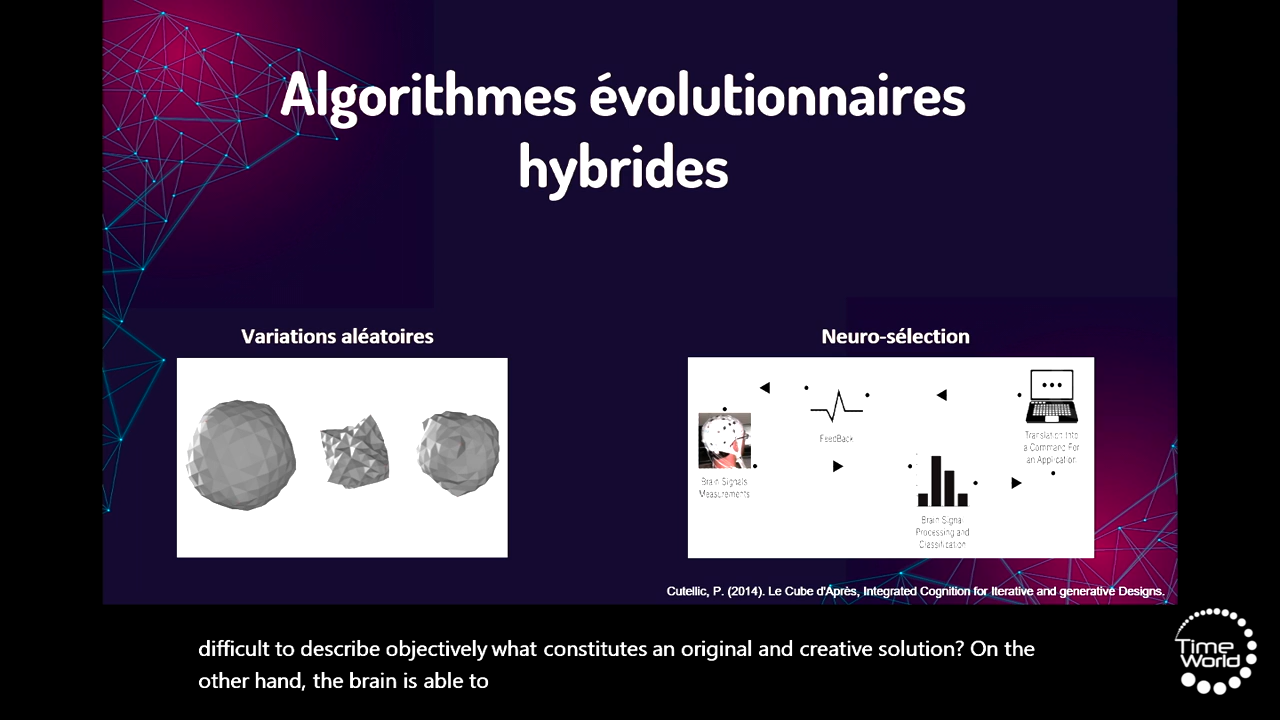 Algorithmes évolutionnaires
hybrides
Variations aléatoires
Neuro-sélection
FeedBack
Translation Into
a Command For
an Application
Brain Signals
Measurements
Brain Signal
Processing and
Classification
Cutellic, P. (2014). Le Cube d'Après, Integrated Cognition for Iterative and generative Designs.
difficult to describe objectively what constitutes an original and creative solution? On the
other hand, the brain is able to
Time
World